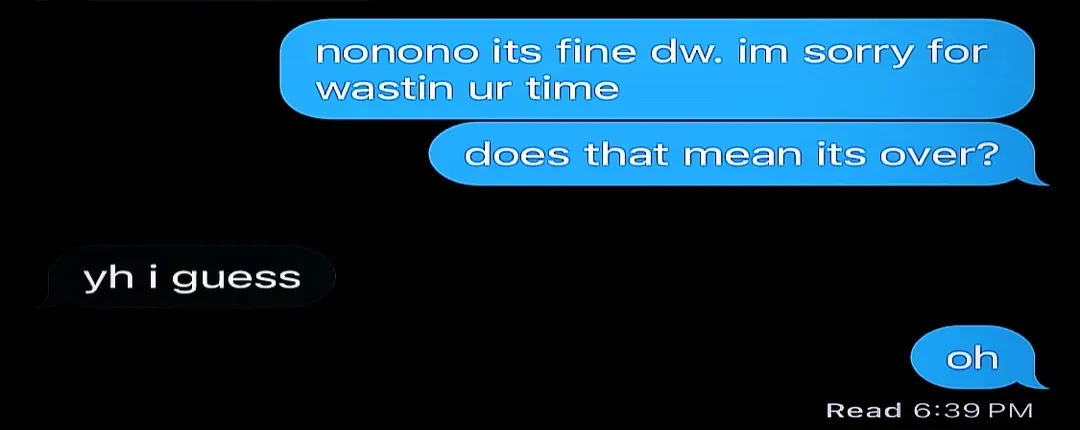 nonono its fine dw. im sorry for
wastin ur time
does that mean its over?
yh i guess
oh
Read 6:39 PM